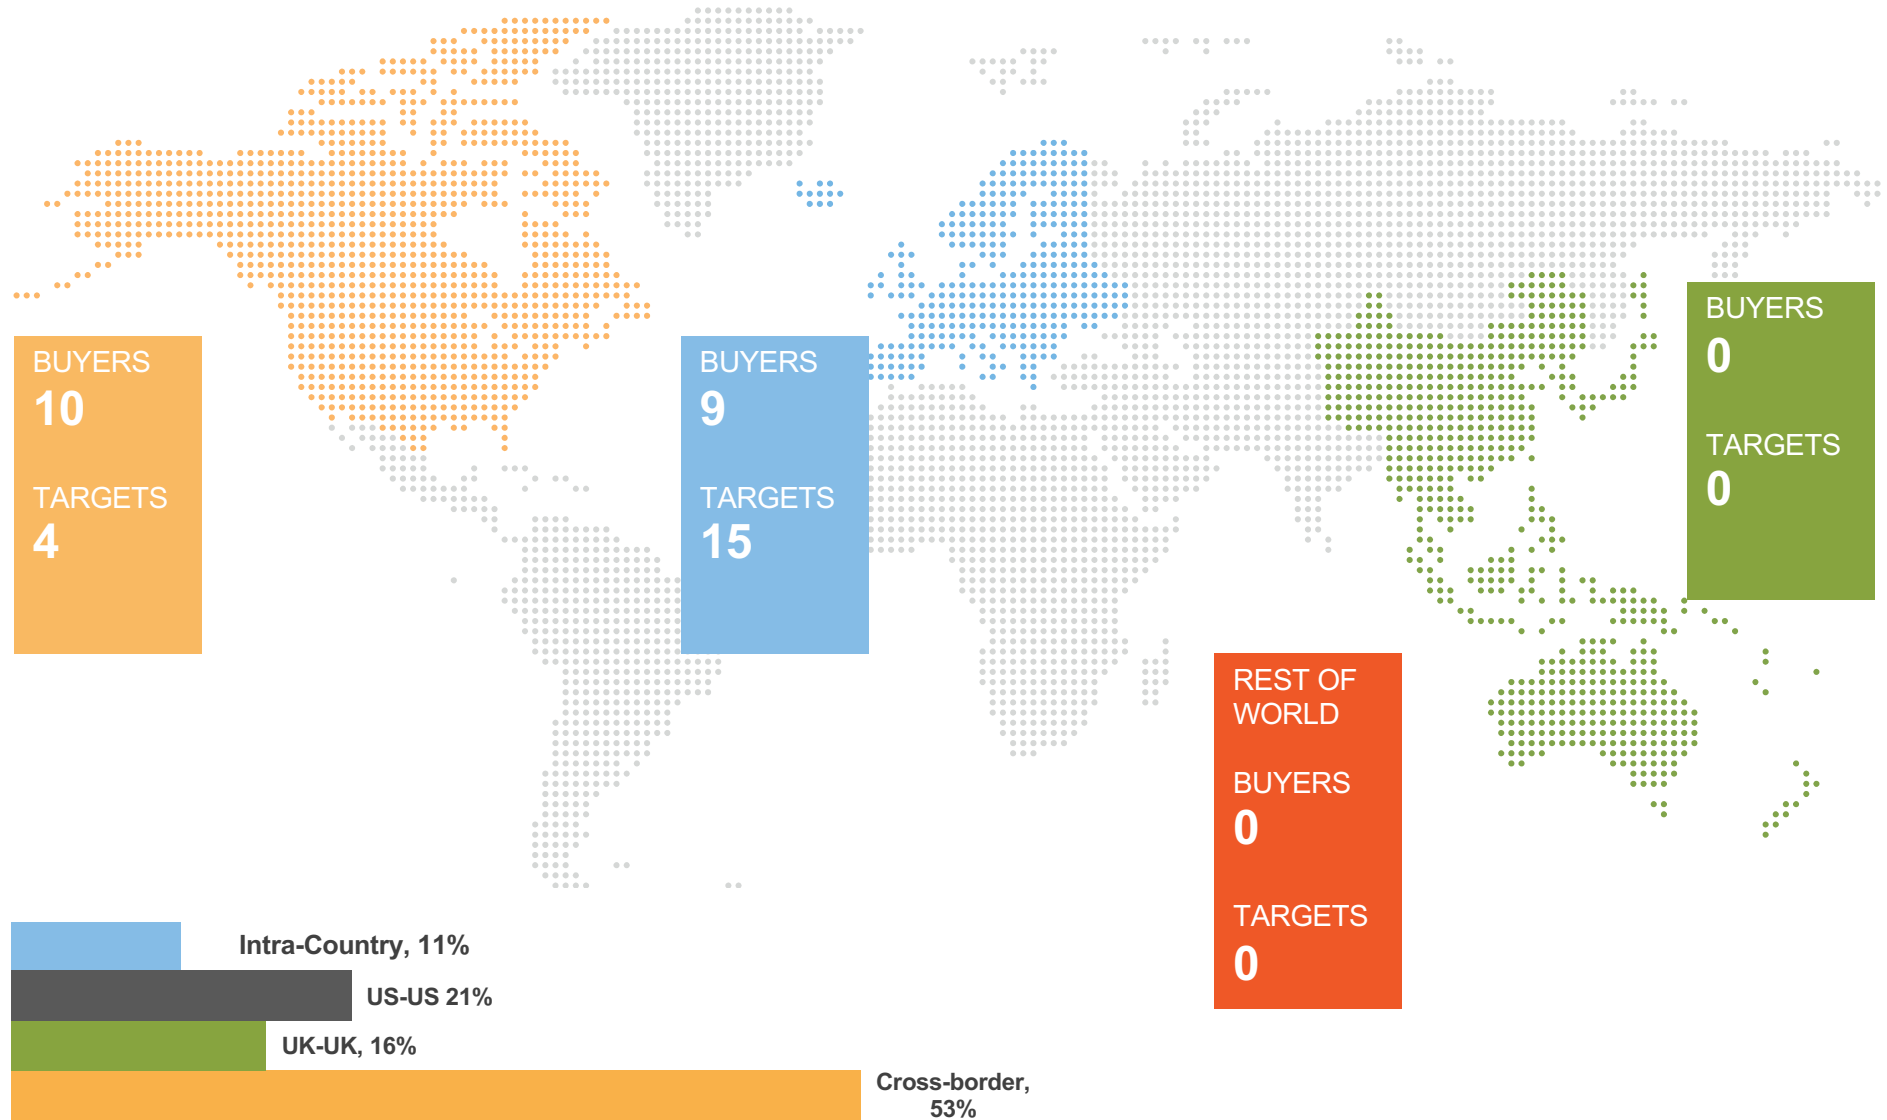 BUYERS
10
TARGETS
4
BUYERS
9
TARGETS
15
BUYERS
0
TARGETS
0
REST OF
WORLD
BUYERS
0
TARGETS
0
Intra-Country, 11%
US-US 21%
UK-UK, 16%
Cross-border,
53%